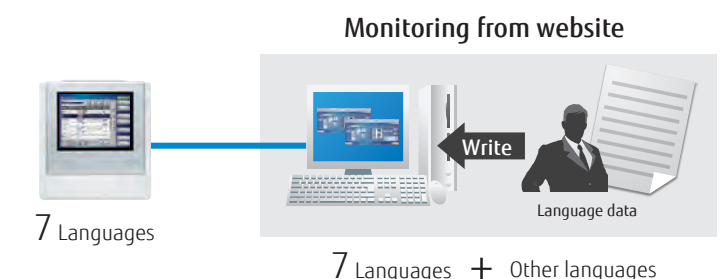 Monitoring from website
Write
Language data
7 Languages
7 Languages + Other languages